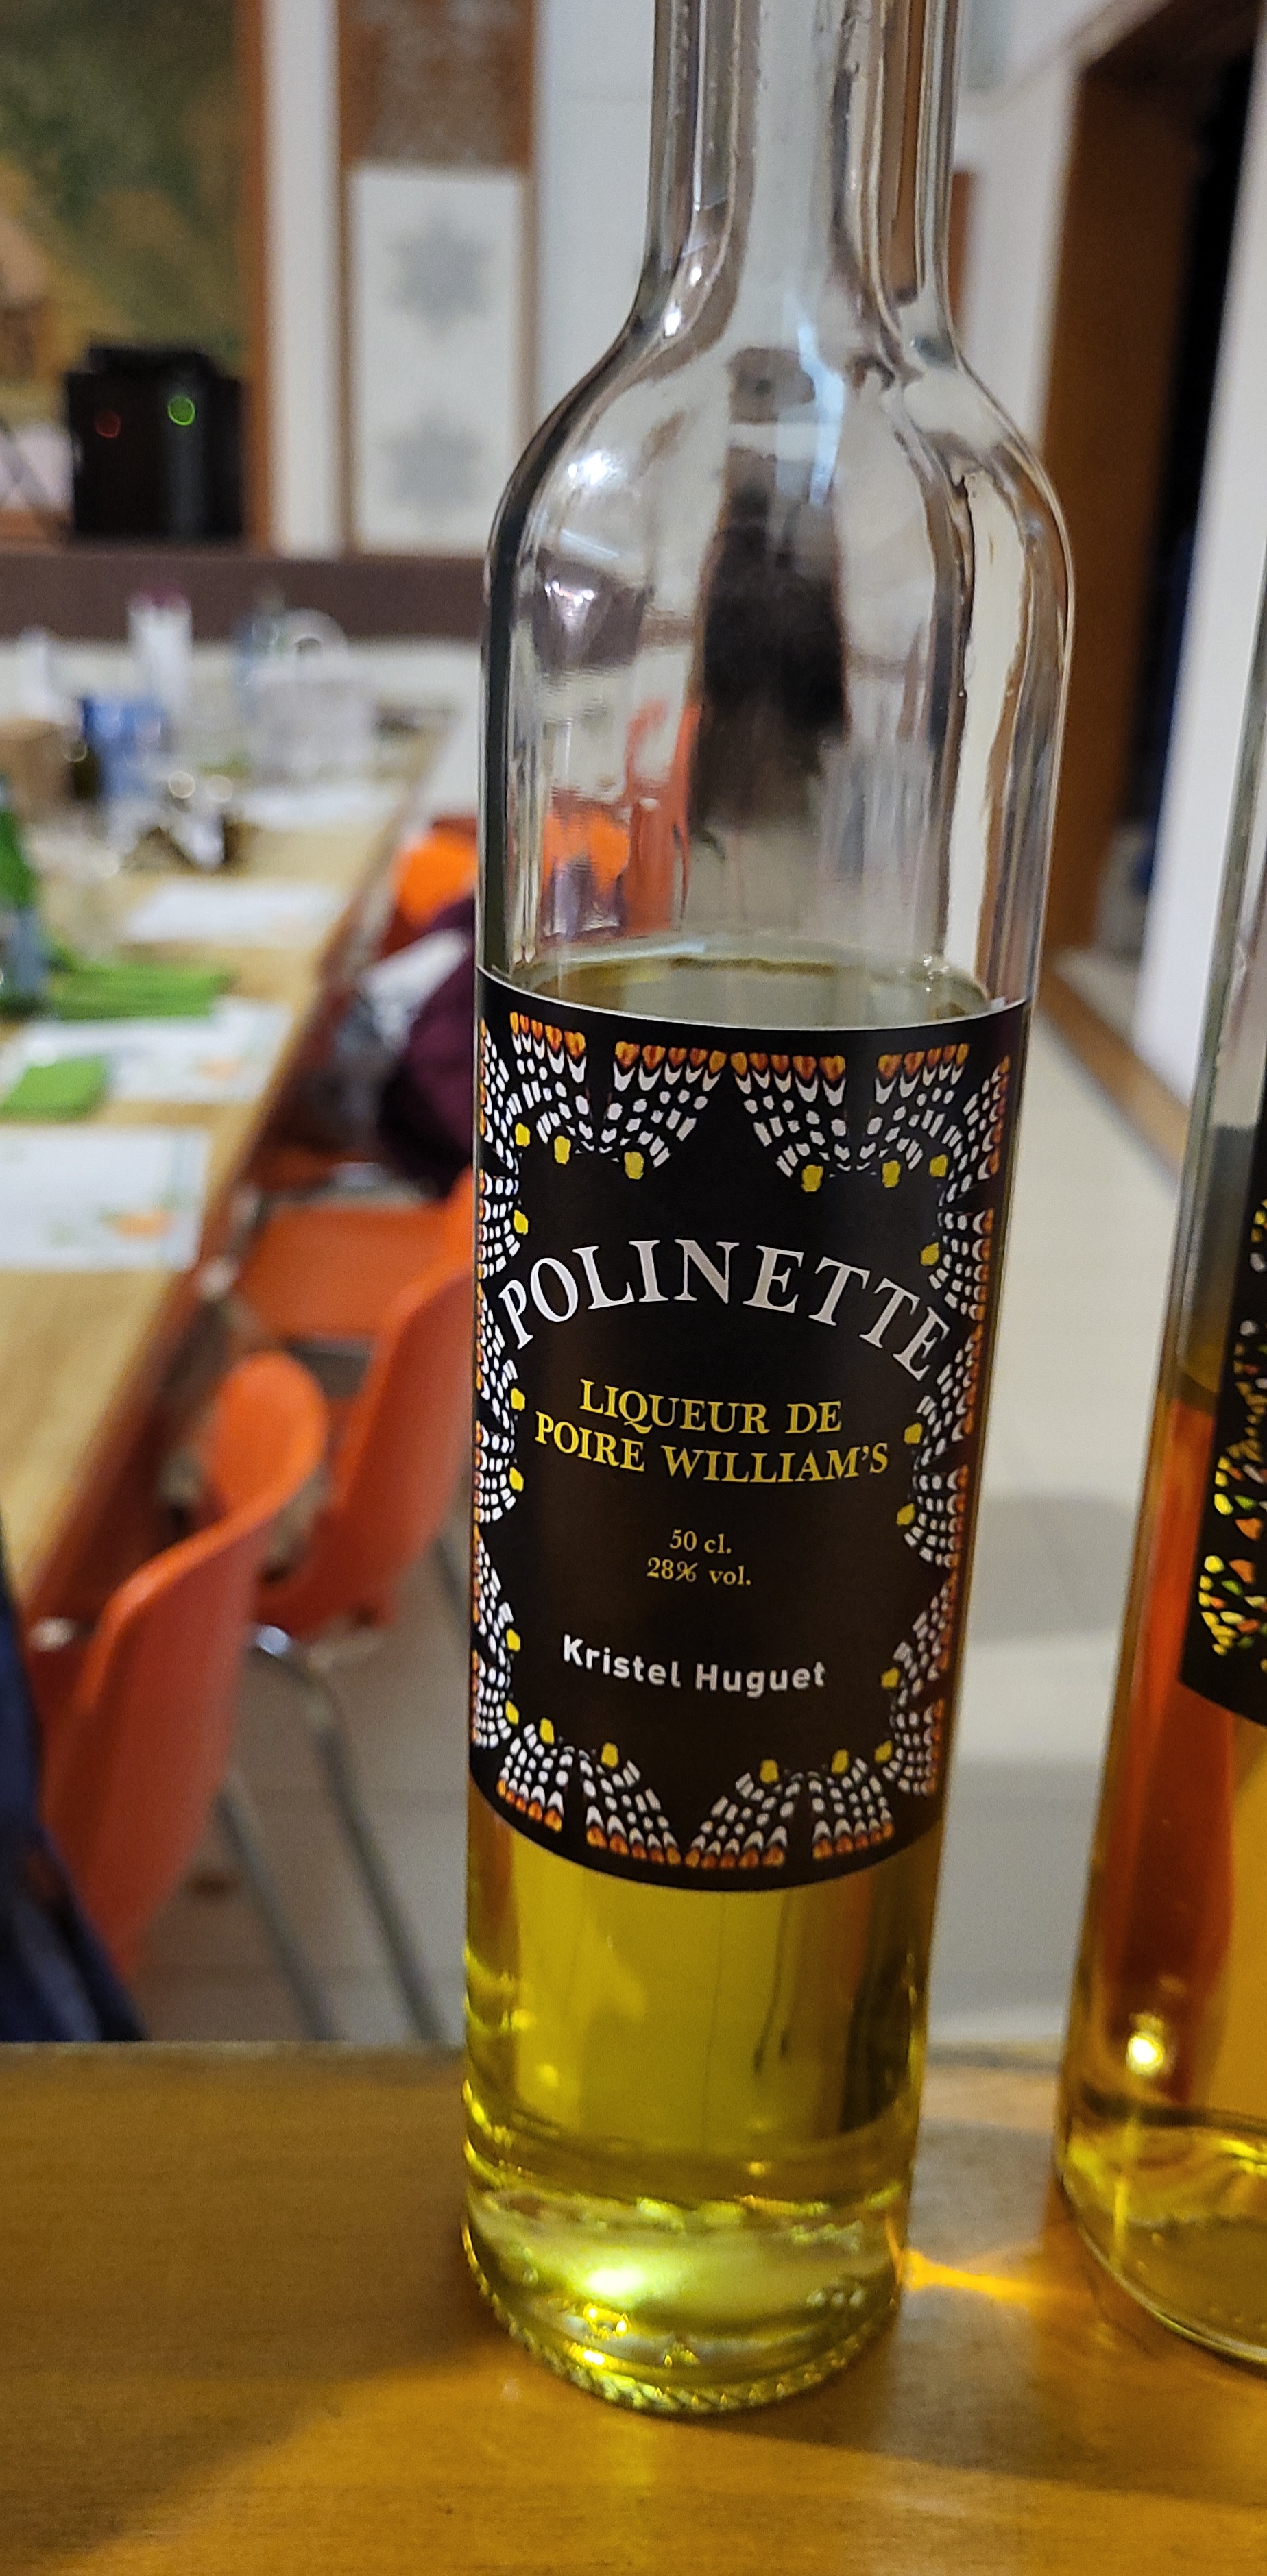 POLINETTE
LIQUEUR DE
POIRE WILLIAM'S
50 cl.
28% vol.
Kristel Huguet